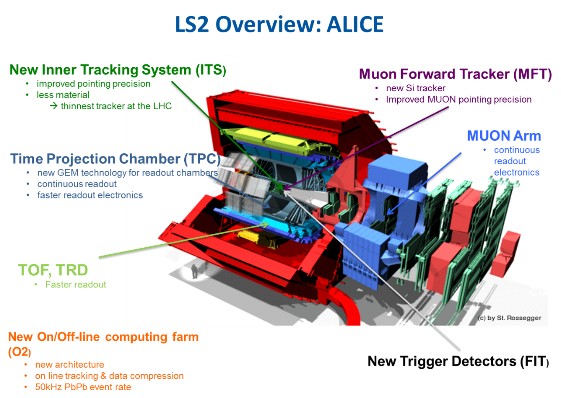 LS2 Overview: ALICE
New Inner Tracking System (ITS)
• improved pointing precision
• less material
→ thinnest tracker at the LHC
Muon Forward Tracker (MFT)
• new Si tracker
• Improved MUON pointing precision
MUON Arm
• continuous
readout
electronics
Time Projection Chamber (TPC)
• new GEM technology for readout chambers
• continuous readout
• faster readout electronics
TOF, TRD
• Faster readout
(c) by St. Rossegger
New On/Off-line computing farm
(O2)
• new architecture
• on line tracking & data compression
• 50kHz PbPb event rate
New Trigger Detectors (FIT)